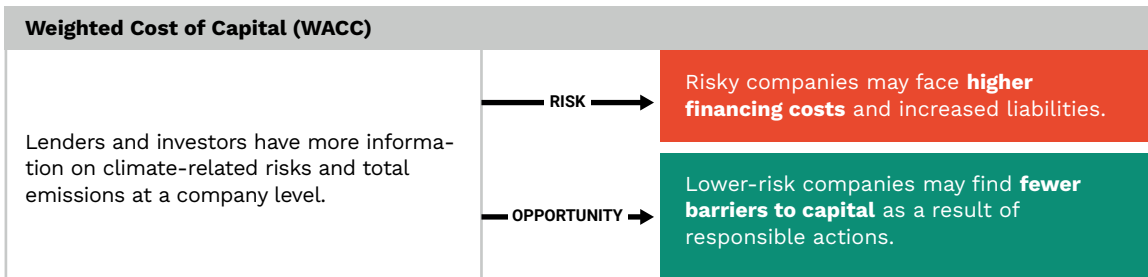 Weighted Cost of Capital (WACC)
Lenders and investors have more informa-
tion on climate-related risks and total
emissions at a company level.
RISK
Risky companies may face higher
financing costs and increased liabilities.
OPPORTUNITY
Lower-risk companies may find fewer
barriers to capital as a result of
responsible actions.